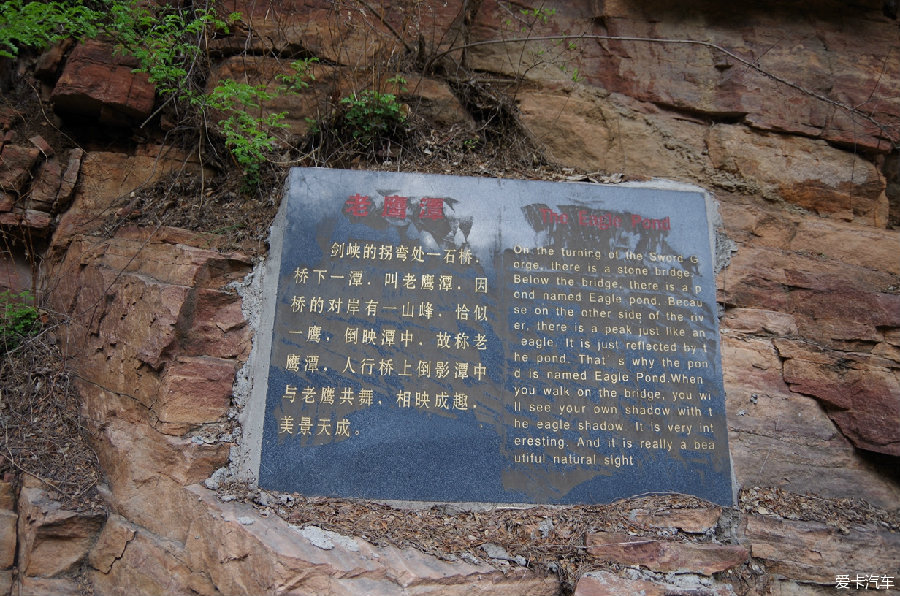 老鹰潭
剑峡的拐弯处一石桥.
桥下一潭．叫老鹰潭．因
桥的对岸有一山峰．恰似
一鹰，倒映潭中．故称老
鹰潭．人行桥上倒影潭中
与老鹰共舞，相映成趣．
美景天成。
The Eagle Pond
On the turning of the Sword G
orge, there is a stone bridge.
Below the bridge, there is a p
ond named Eagle pond. Becau
se on the other side of the riv
er, there is a peak just like an
eagle. It is just reflected by t
he pond. That's why the pon
d is named Eagle Pond.When
you walk on the bridge, you wi
ll see your own shadow with t
he eagle shadow. It is very int
eresting. And it is really a bea
utiful natural sight
爱卡汽车